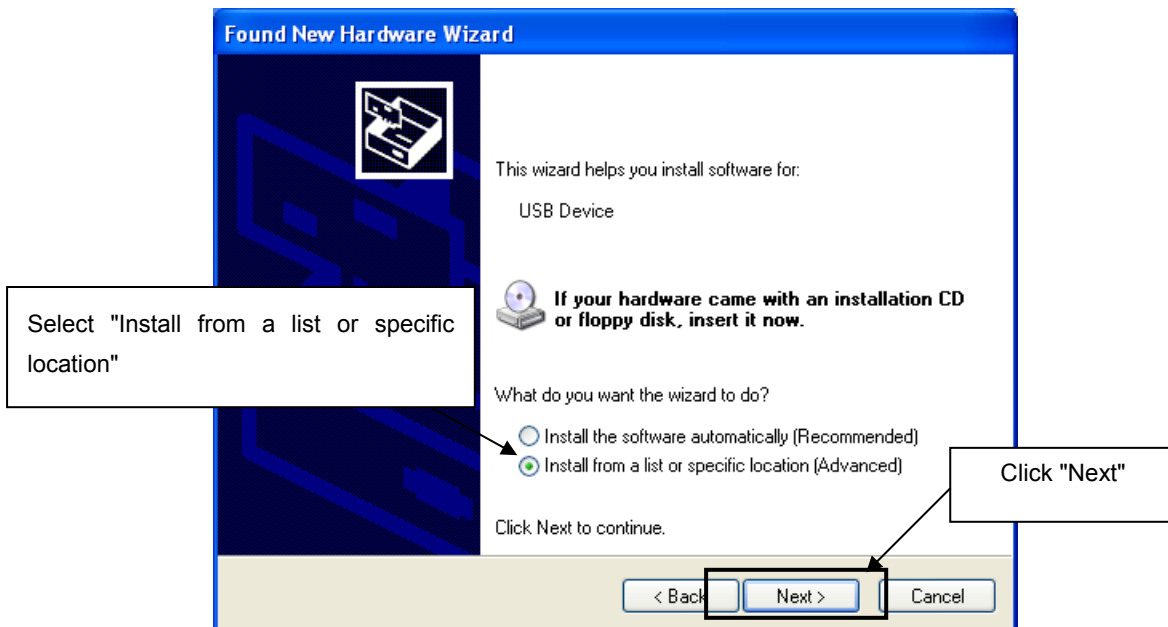 Found New Hardware Wizard
This wizard helps you install software for:
USB Device
If your hardware came with an installation CD
or floppy disk, insert it now.
Select "Install from a list or specific
location"
What do you want the wizard to do?
Install the software automatically (Recommended)
Install from a list or specific location (Advanced)
Click "Next"
Click Next to continue.
< Back
Next >
Cancel